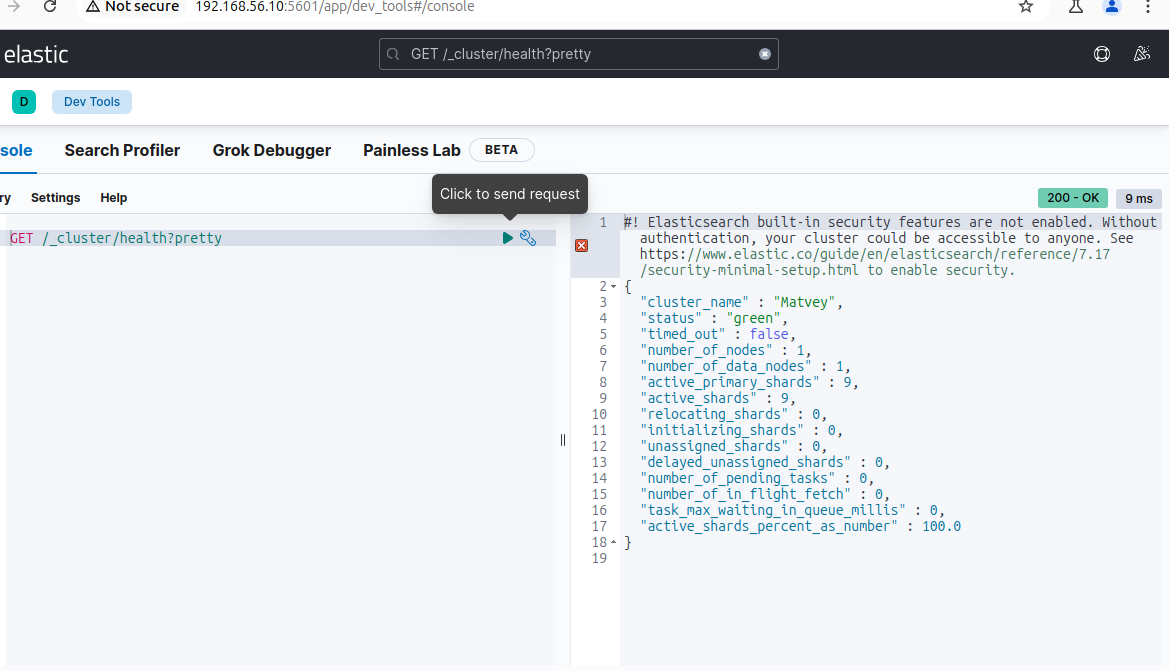 Not secure 192.168.56.10:5601/app/dev_tools#/console
elastic
GET /_cluster/health?pretty
D Dev Tools
sole Search Profiler Grok Debugger Painless Lab BETA
ry Settings Help
Click to send request
200 - OK 9 ms
GET /_cluster/health?pretty
1 #! Elasticsearch built-in security features are not enabled. Without
authentication, your cluster could be accessible to anyone. See
https://www.elastic.co/guide/en/elasticsearch/reference/7.17
/security-minimal-setup.html to enable security.
2 {
3 "cluster_name" : "Matvey",
4 "status" : "green",
5 "timed_out" : false,
6 "number_of_nodes" : 1,
7 "number_of_data_nodes" : 1,
8 "active_primary_shards" : 9,
9 "active_shards" : 9,
10 "relocating_shards" : 0,
11 "initializing_shards" : 0,
12 "unassigned_shards" : 0,
13 "delayed_unassigned_shards" : 0,
14 "number_of_pending_tasks" : 0,
15 "number_of_in_flight_fetch" : 0,
16 "task_max_waiting_in_queue_millis" : 0,
17 "active_shards_percent_as_number" : 100.0
18 }
19